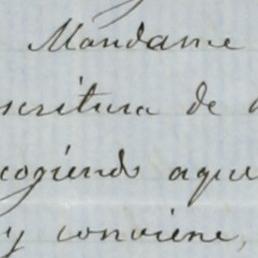 Mandame
scritura de
cogiendo aque
y conviene,